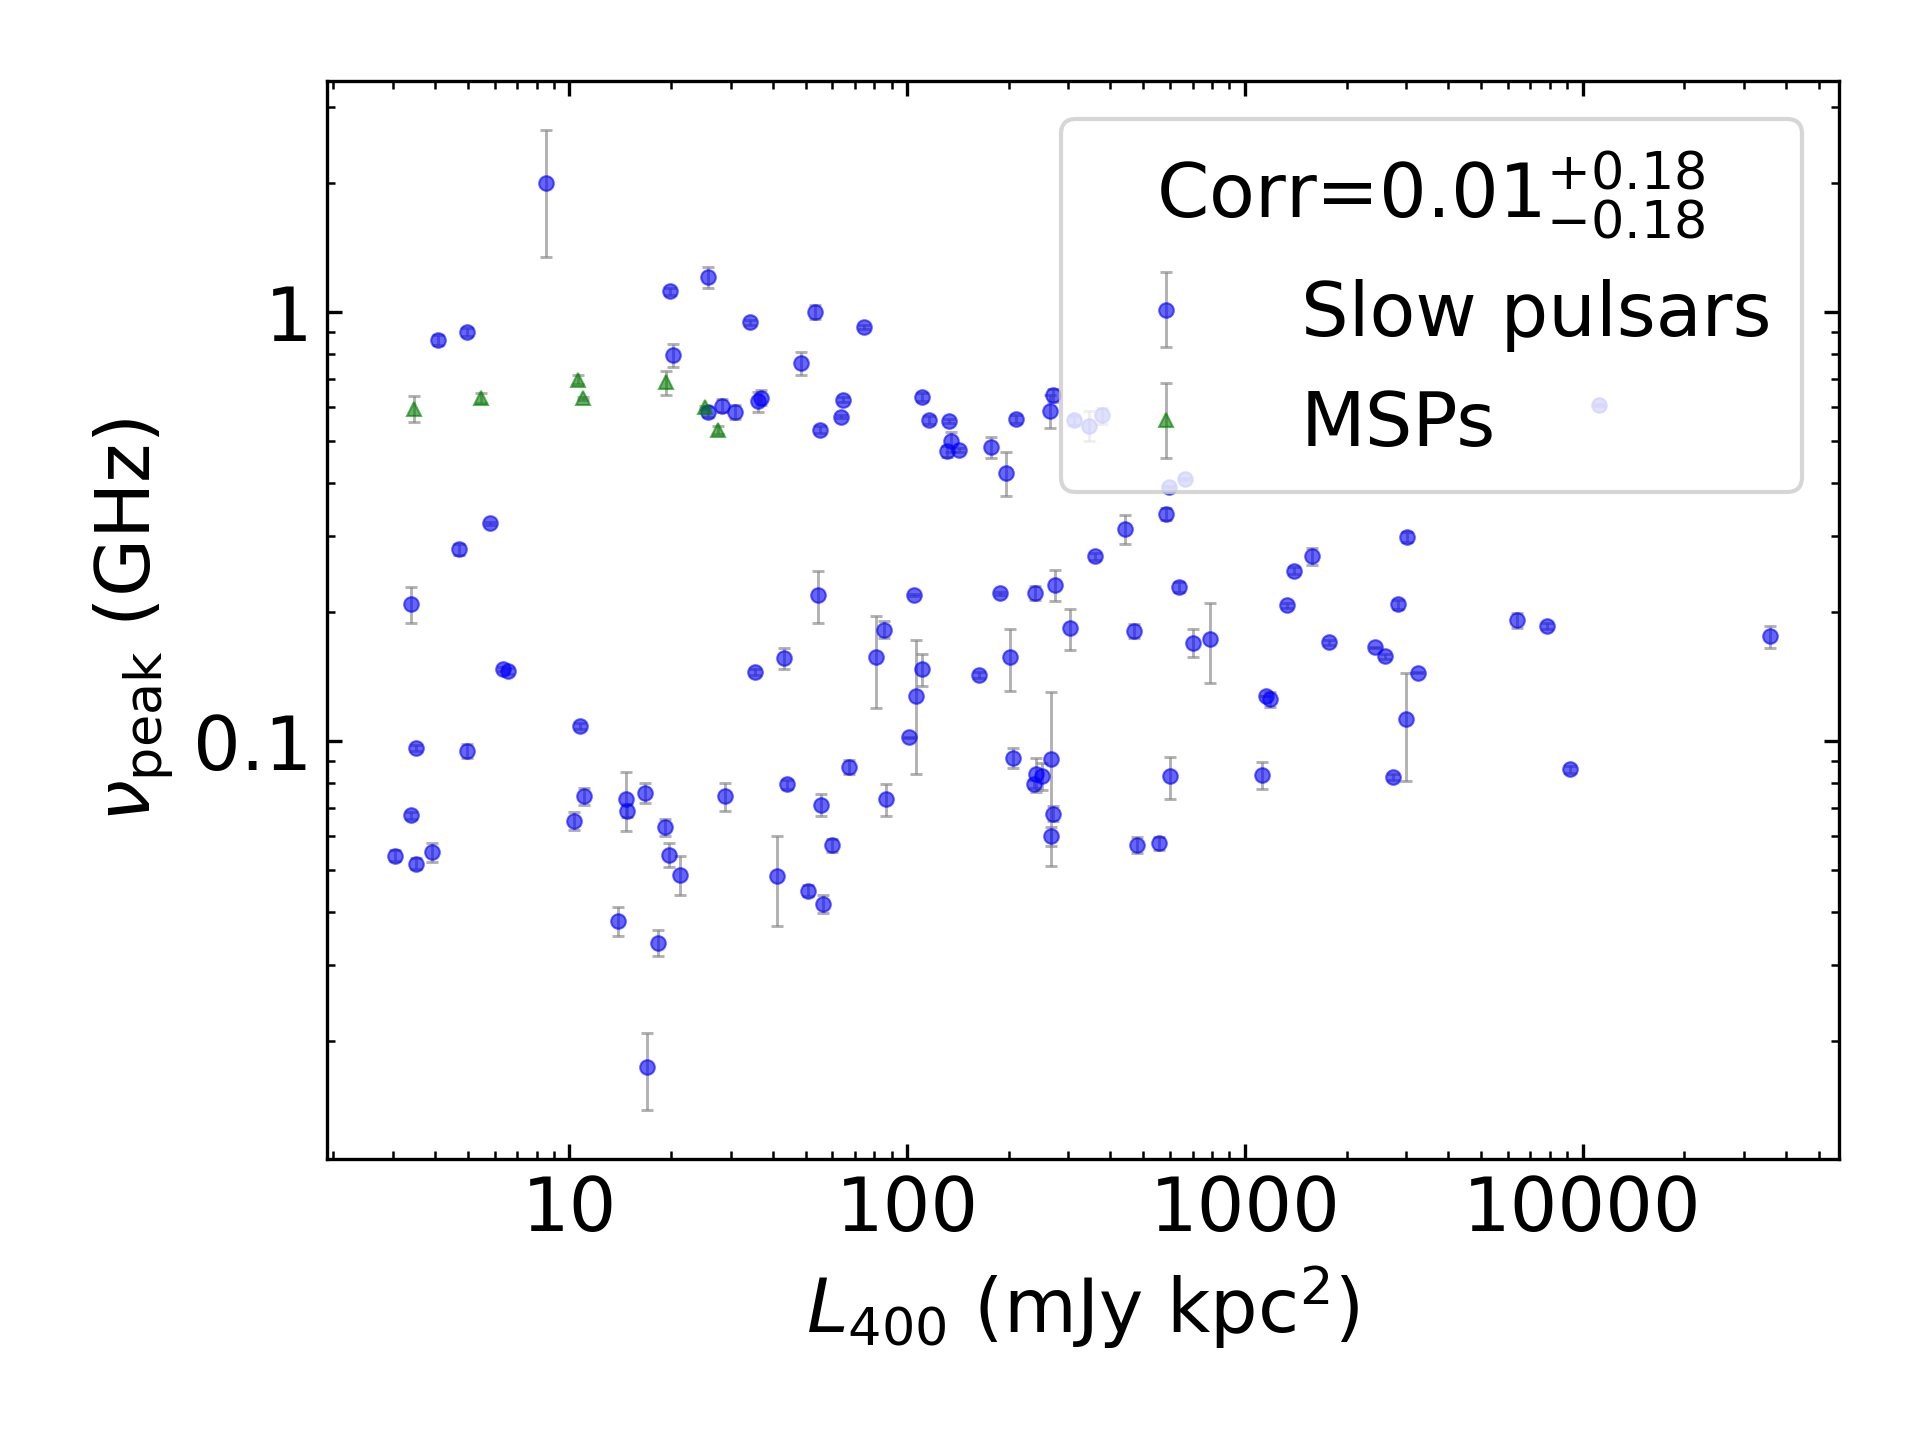 Corr=0.01+0.18−0.18
Slow pulsars
MSPs
1
0.1
νpeak (GHz)
10 100 1000 10000
L400 (mJy kpc2)